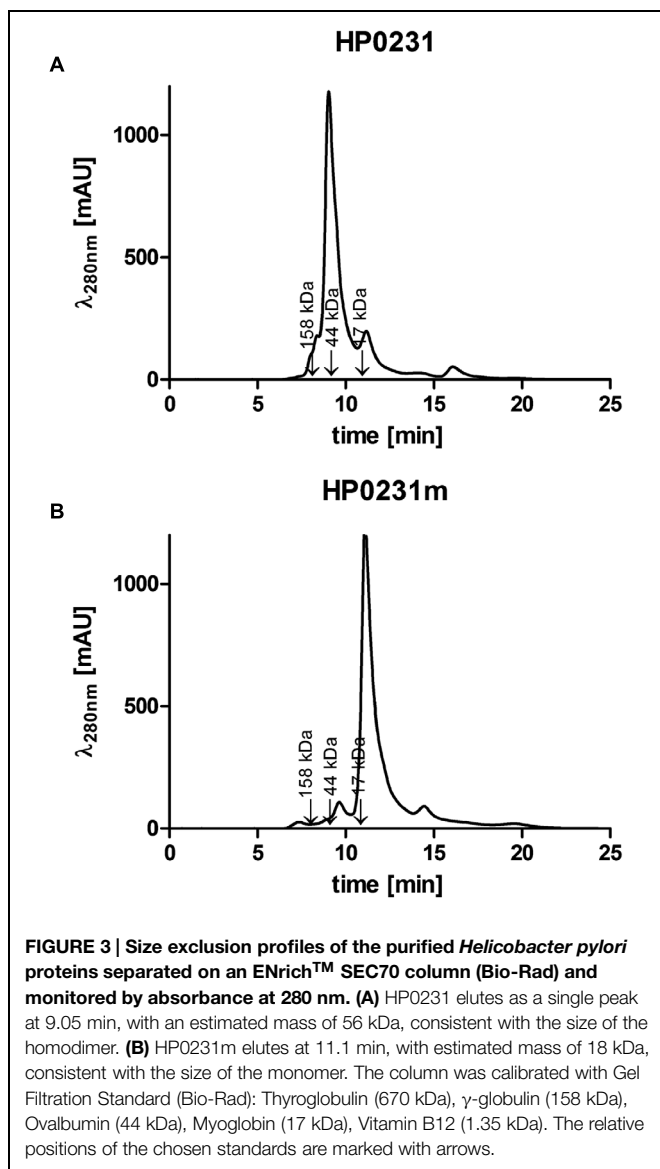 HP0231
A
1000
500
0
λ280nm [mAU]
158 kDa
44 kDa
17 kDa
0 5 10 15 20 25
time [min]
HP0231m
B
1000
500
0
λ280nm [mAU]
158 kDa
44 kDa
17 kDa
0 5 10 15 20 25
time [min]
FIGURE 3 | Size exclusion profiles of the purified Helicobacter pylori
proteins separated on an ENrich™ SEC70 column (Bio-Rad) and
monitored by absorbance at 280 nm. (A) HP0231 elutes as a single peak
at 9.05 min, with an estimated mass of 56 kDa, consistent with the size of the
homodimer. (B) HP0231m elutes at 11.1 min, with estimated mass of 18 kDa,
consistent with the size of the monomer. The column was calibrated with Gel
Filtration Standard (Bio-Rad): Thyroglobulin (670 kDa), γ-globulin (158 kDa),
Ovalbumin (44 kDa), Myoglobin (17 kDa), Vitamin B12 (1.35 kDa). The relative
positions of the chosen standards are marked with arrows.